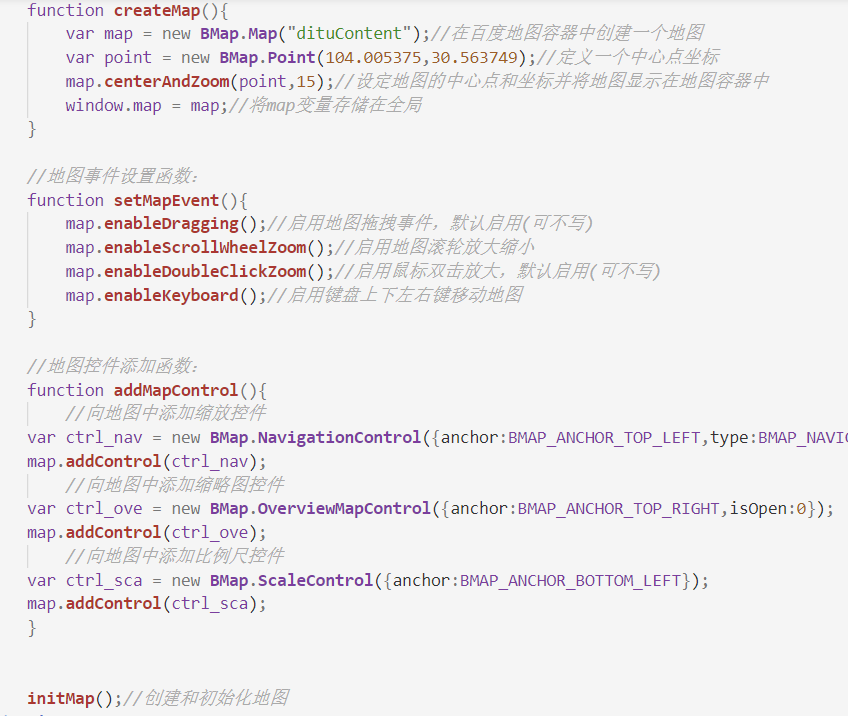 function createMap(){
var map = new BMap.Map("dituContent");//在百度地图容器中创建一个地图
var point = new BMap.Point(104.005375,30.563749);//定义一个中心点坐标
map.centerAndZoom(point,15);//设定地图的中心点和坐标并将地图显示在地图容器中
window.map = map;//将map变量存储在全局
}
//地图事件设置函数:
function setMapEvent(){
map.enableDragging();//启用地图拖拽事件，默认启用(可不写)
map.enableScrollWheelZoom();//启用地图滚轮放大缩小
map.enableDoubleClickZoom();//启用鼠标双击放大，默认启用(可不写)
map.enableKeyboard();//启用键盘上下左右键移动地图
}
//地图控件添加函数:
function addMapControl(){
//向地图中添加缩放控件
var ctrl_nav = new BMap.NavigationControl({anchor:BMAP_ANCHOR_TOP_LEFT,type:BMAP_NAVIG
map.addControl(ctrl_nav);
//向地图中添加缩略图控件
var ctrl_ove = new BMap.OverviewMapControl({anchor:BMAP_ANCHOR_TOP_RIGHT,isOpen:0});
map.addControl(ctrl_ove);
//向地图中添加比例尺控件
var ctrl_sca = new BMap.ScaleControl({anchor:BMAP_ANCHOR_BOTTOM_LEFT});
map.addControl(ctrl_sca);
}
initMap();//创建和初始化地图